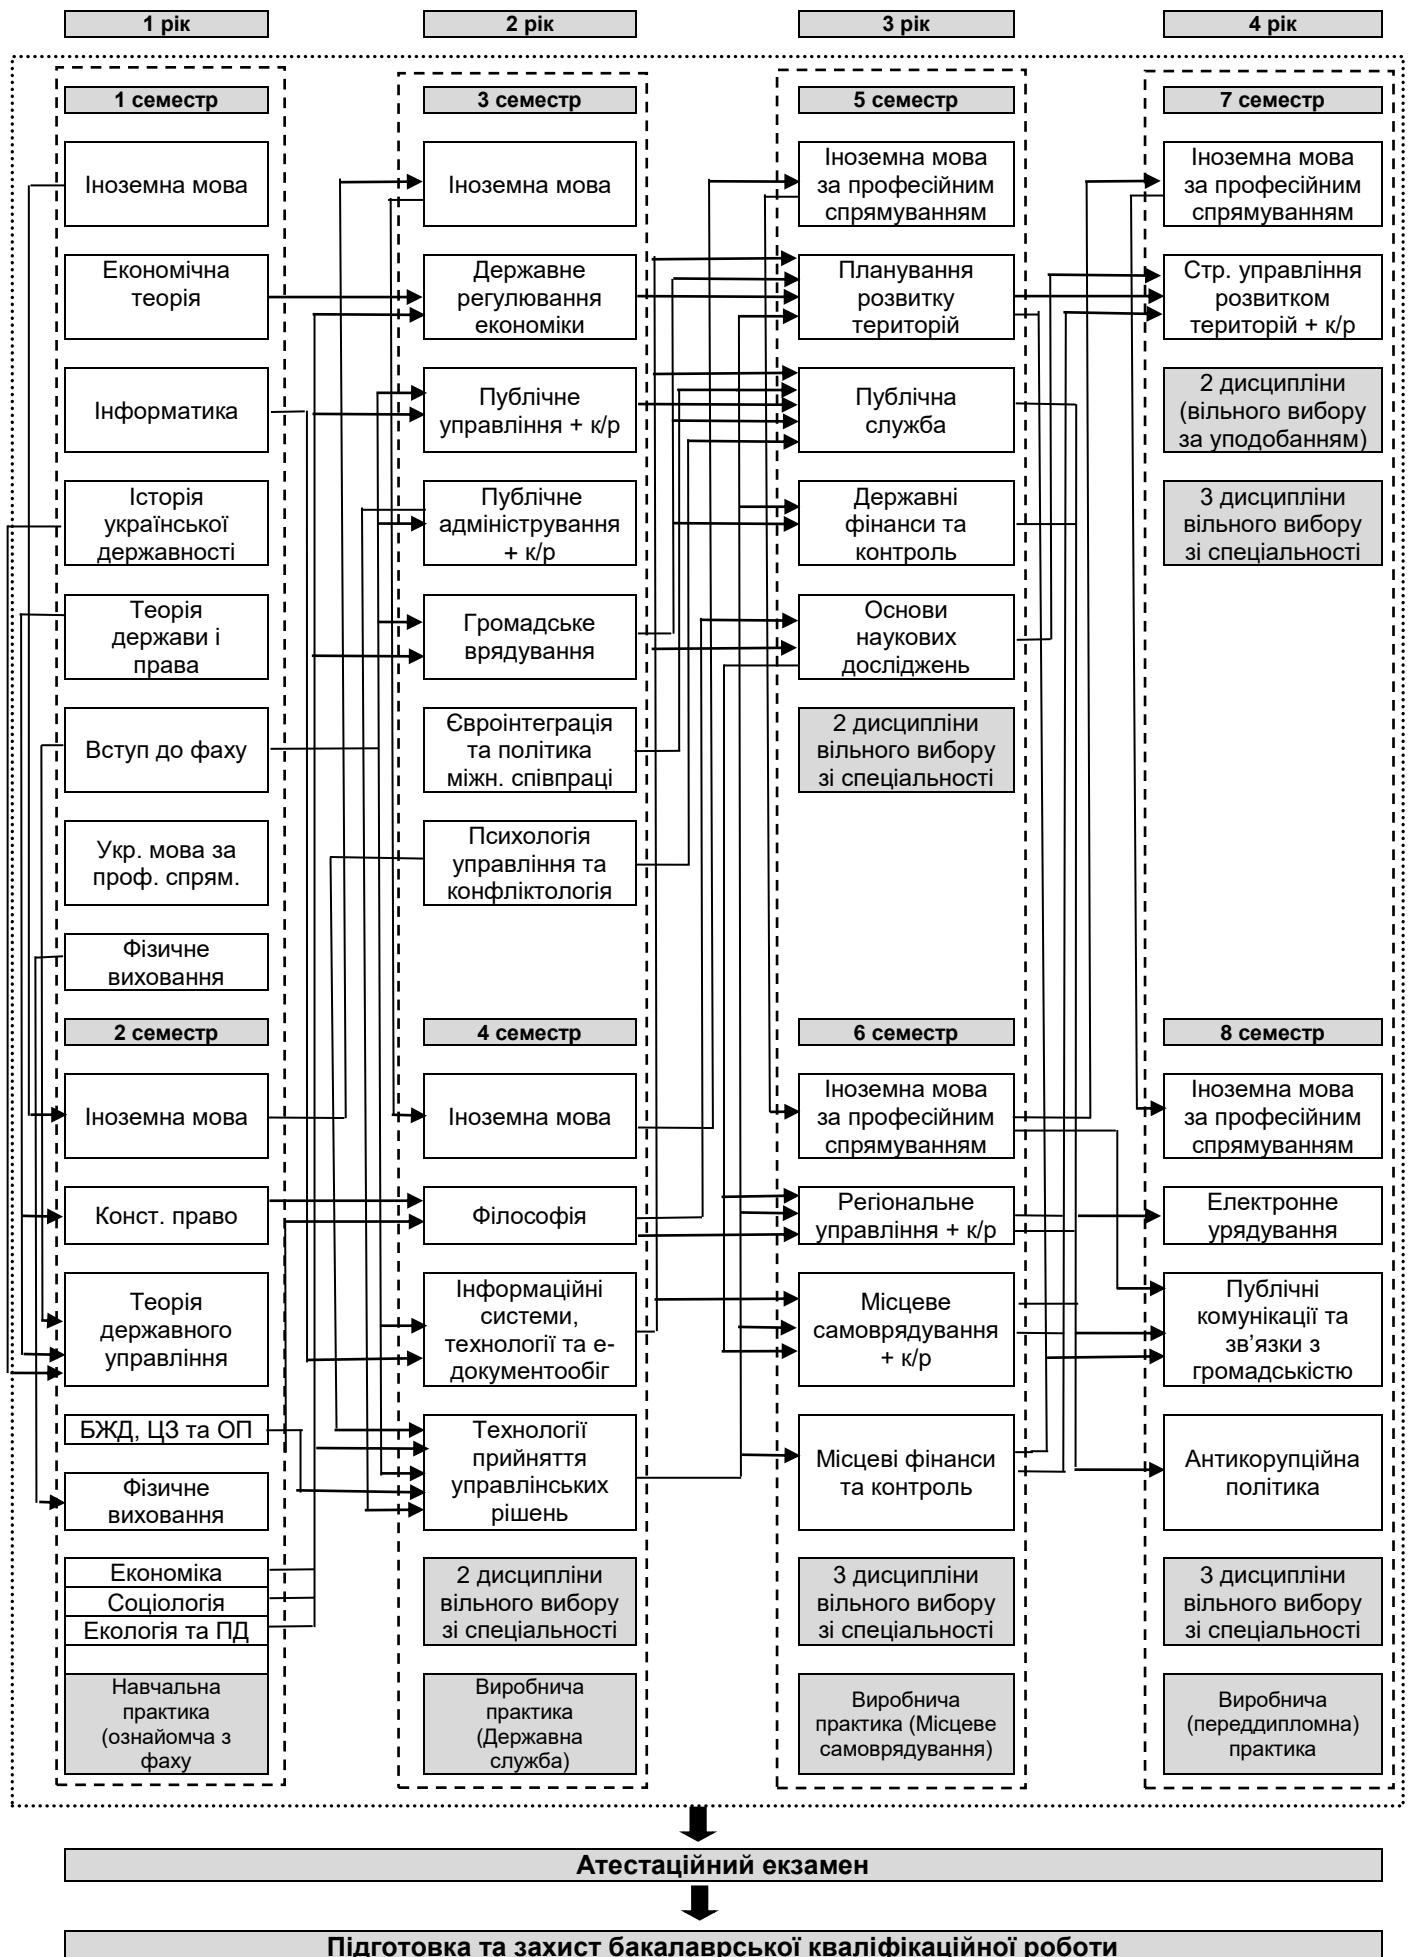 1 рік
2 рік
3 рік
4 рік
1 семестр
Іноземна мова
Економічна
теорія
Інформатика
Історія
української
державності
Теорія
держави і
права
Вступ до фаху
Укр. мова за
проф. спрям.
Фізичне
виховання
2 семестр
Іноземна мова
Конст. право
Теорія
державного
управління
БЖД, ЦЗ та ОП
Фізичне
виховання
Економіка
Соціологія
Екологія та ПД
Навчальна
практика
(ознайомча з
фаху
3 семестр
Іноземна мова
Державне
регулювання
економіки
Публічне
управління + к/р
Публічне
адміністрування
+ к/р
Громадське
врядування
Євроінтеграція
та політика
міжн. співпраці
Психологія
управління та
конфліктологія
4 семестр
Іноземна мова
Філософія
Інформаційні
системи,
технології та е-
документообіг
Технології
прийняття
управлінських
рішень
2 дисципліни
вільного вибору
зі спеціальності
Виробнича
практика
(Державна
служба)
5 семестр
Іноземна мова
за професійним
спрямуванням
Планування
розвитку
територій
Публічна
служба
Державні
фінанси та
контроль
Основи
наукових
досліджень
2 дисципліни
вільного вибору
зі спеціальності
6 семестр
Іноземна мова
за професійним
спрямуванням
Регіональне
управління + к/р
Місцеве
самоврядування
+ к/р
Місцеві фінанси
та контроль
3 дисципліни
вільного вибору
зі спеціальності
Виробнича
практика (Місцеве
самоврядування)
7 семестр
Іноземна мова
за професійним
спрямуванням
Стр. управління
розвитком
територій + к/р
2 дисципліни
(вільного вибору
за уподобанням)
3 дисципліни
вільного вибору
зі спеціальності
8 семестр
Іноземна мова
за професійним
спрямуванням
Електронне
урядування
Публічні
комунікації та
зв’язки з
громадськістю
Антикорупційна
політика
3 дисципліни
вільного вибору
зі спеціальності
Виробнича
(переддипломна)
практика
Атестаційний екзамен
Підготовка та захист бакалаврської кваліфікаційної роботи